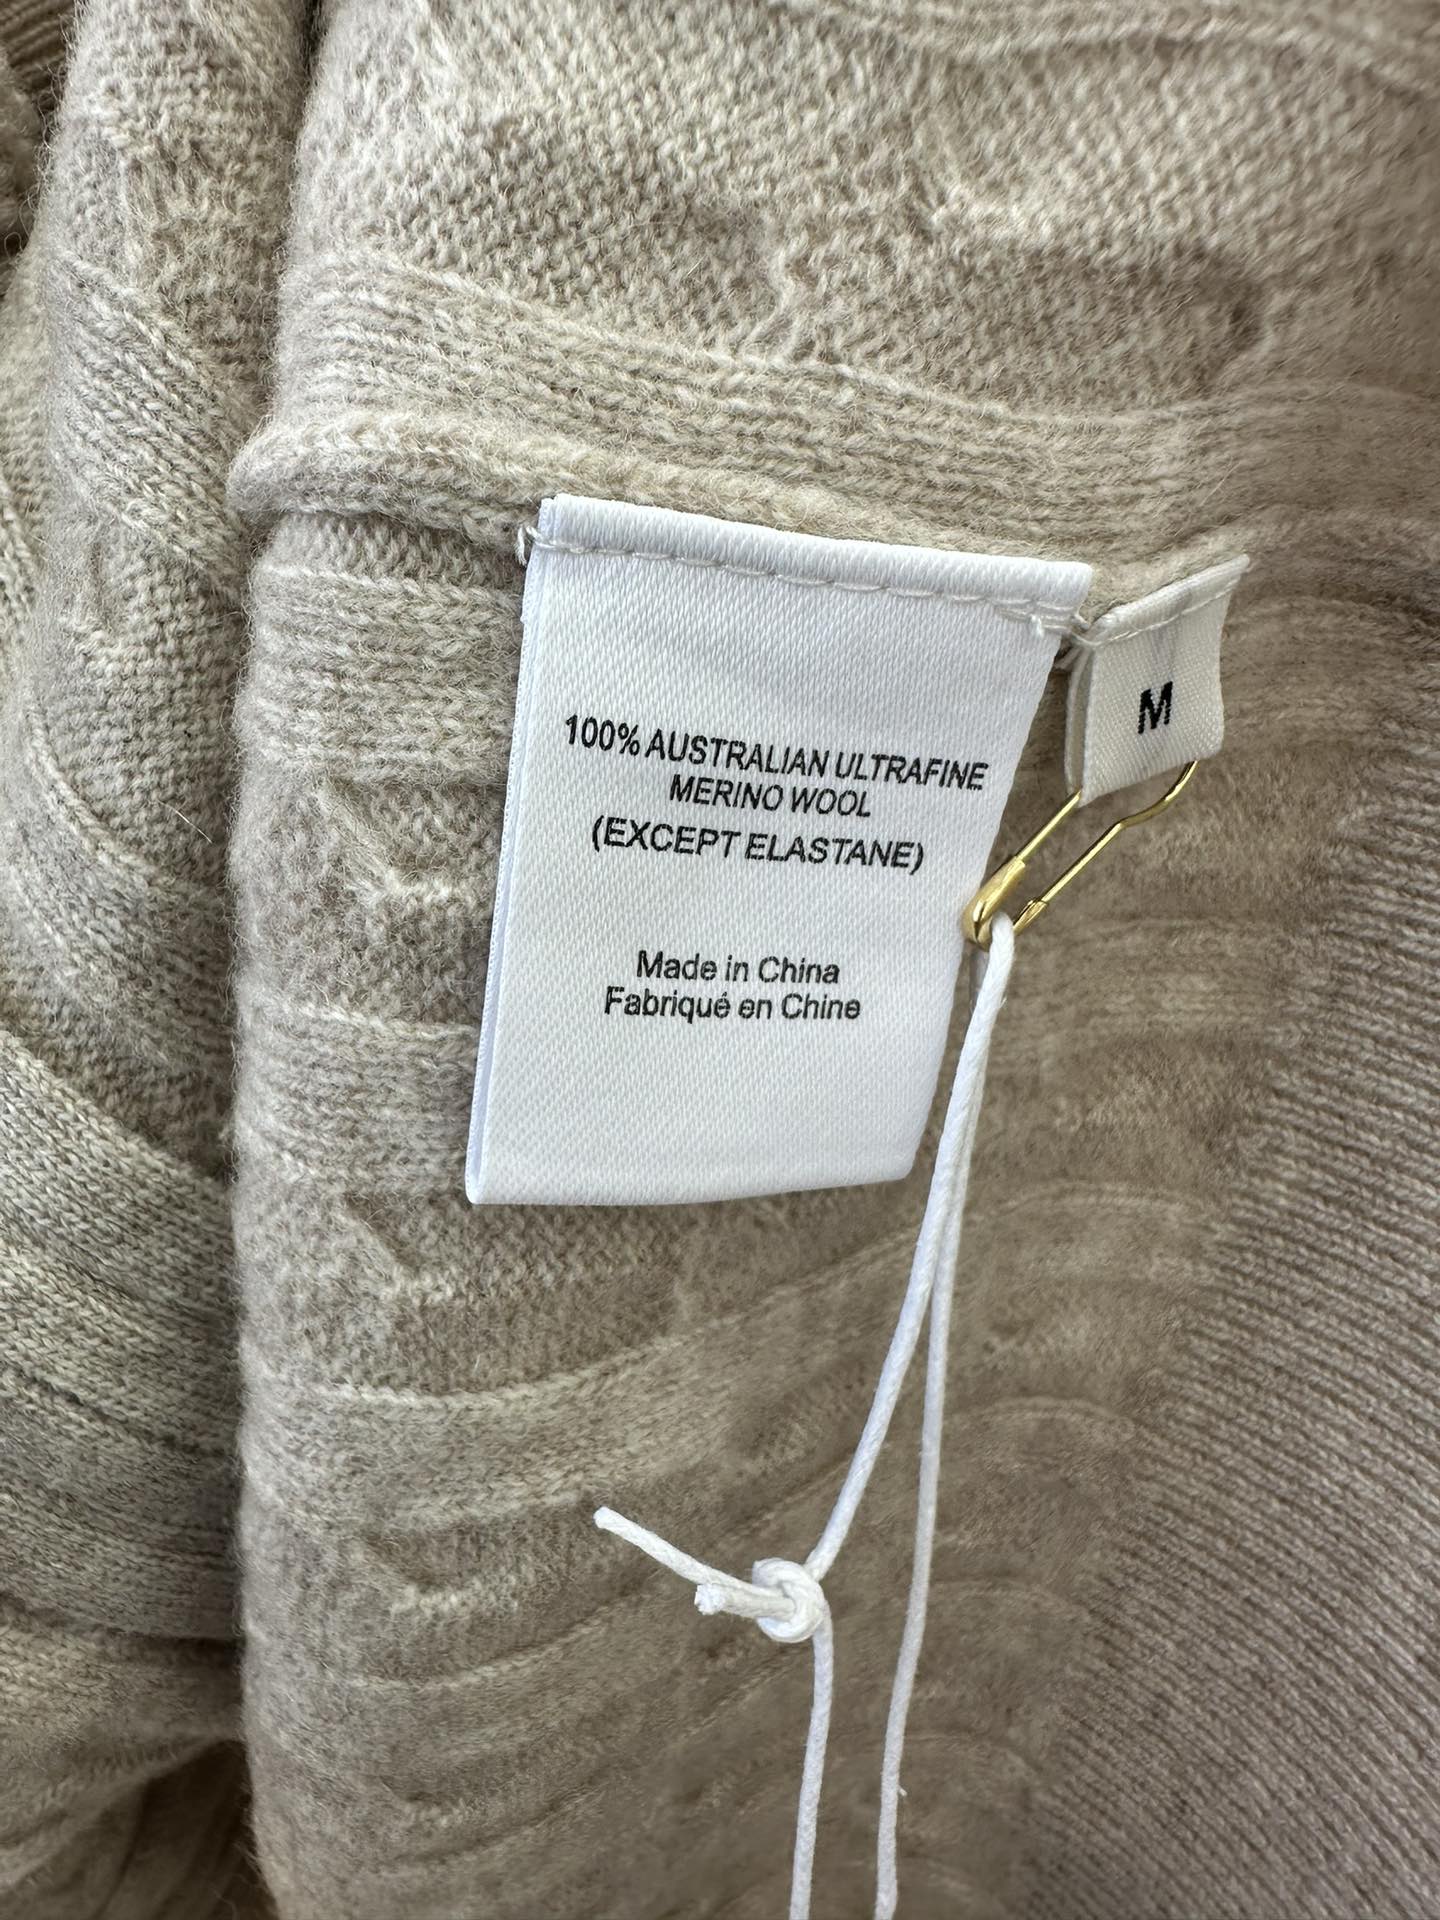 100% AUSTRALIAN ULTRAFINE
MERINO WOOL
(EXCEPT ELASTANE)
Made in China
Fabriqué en Chine
M